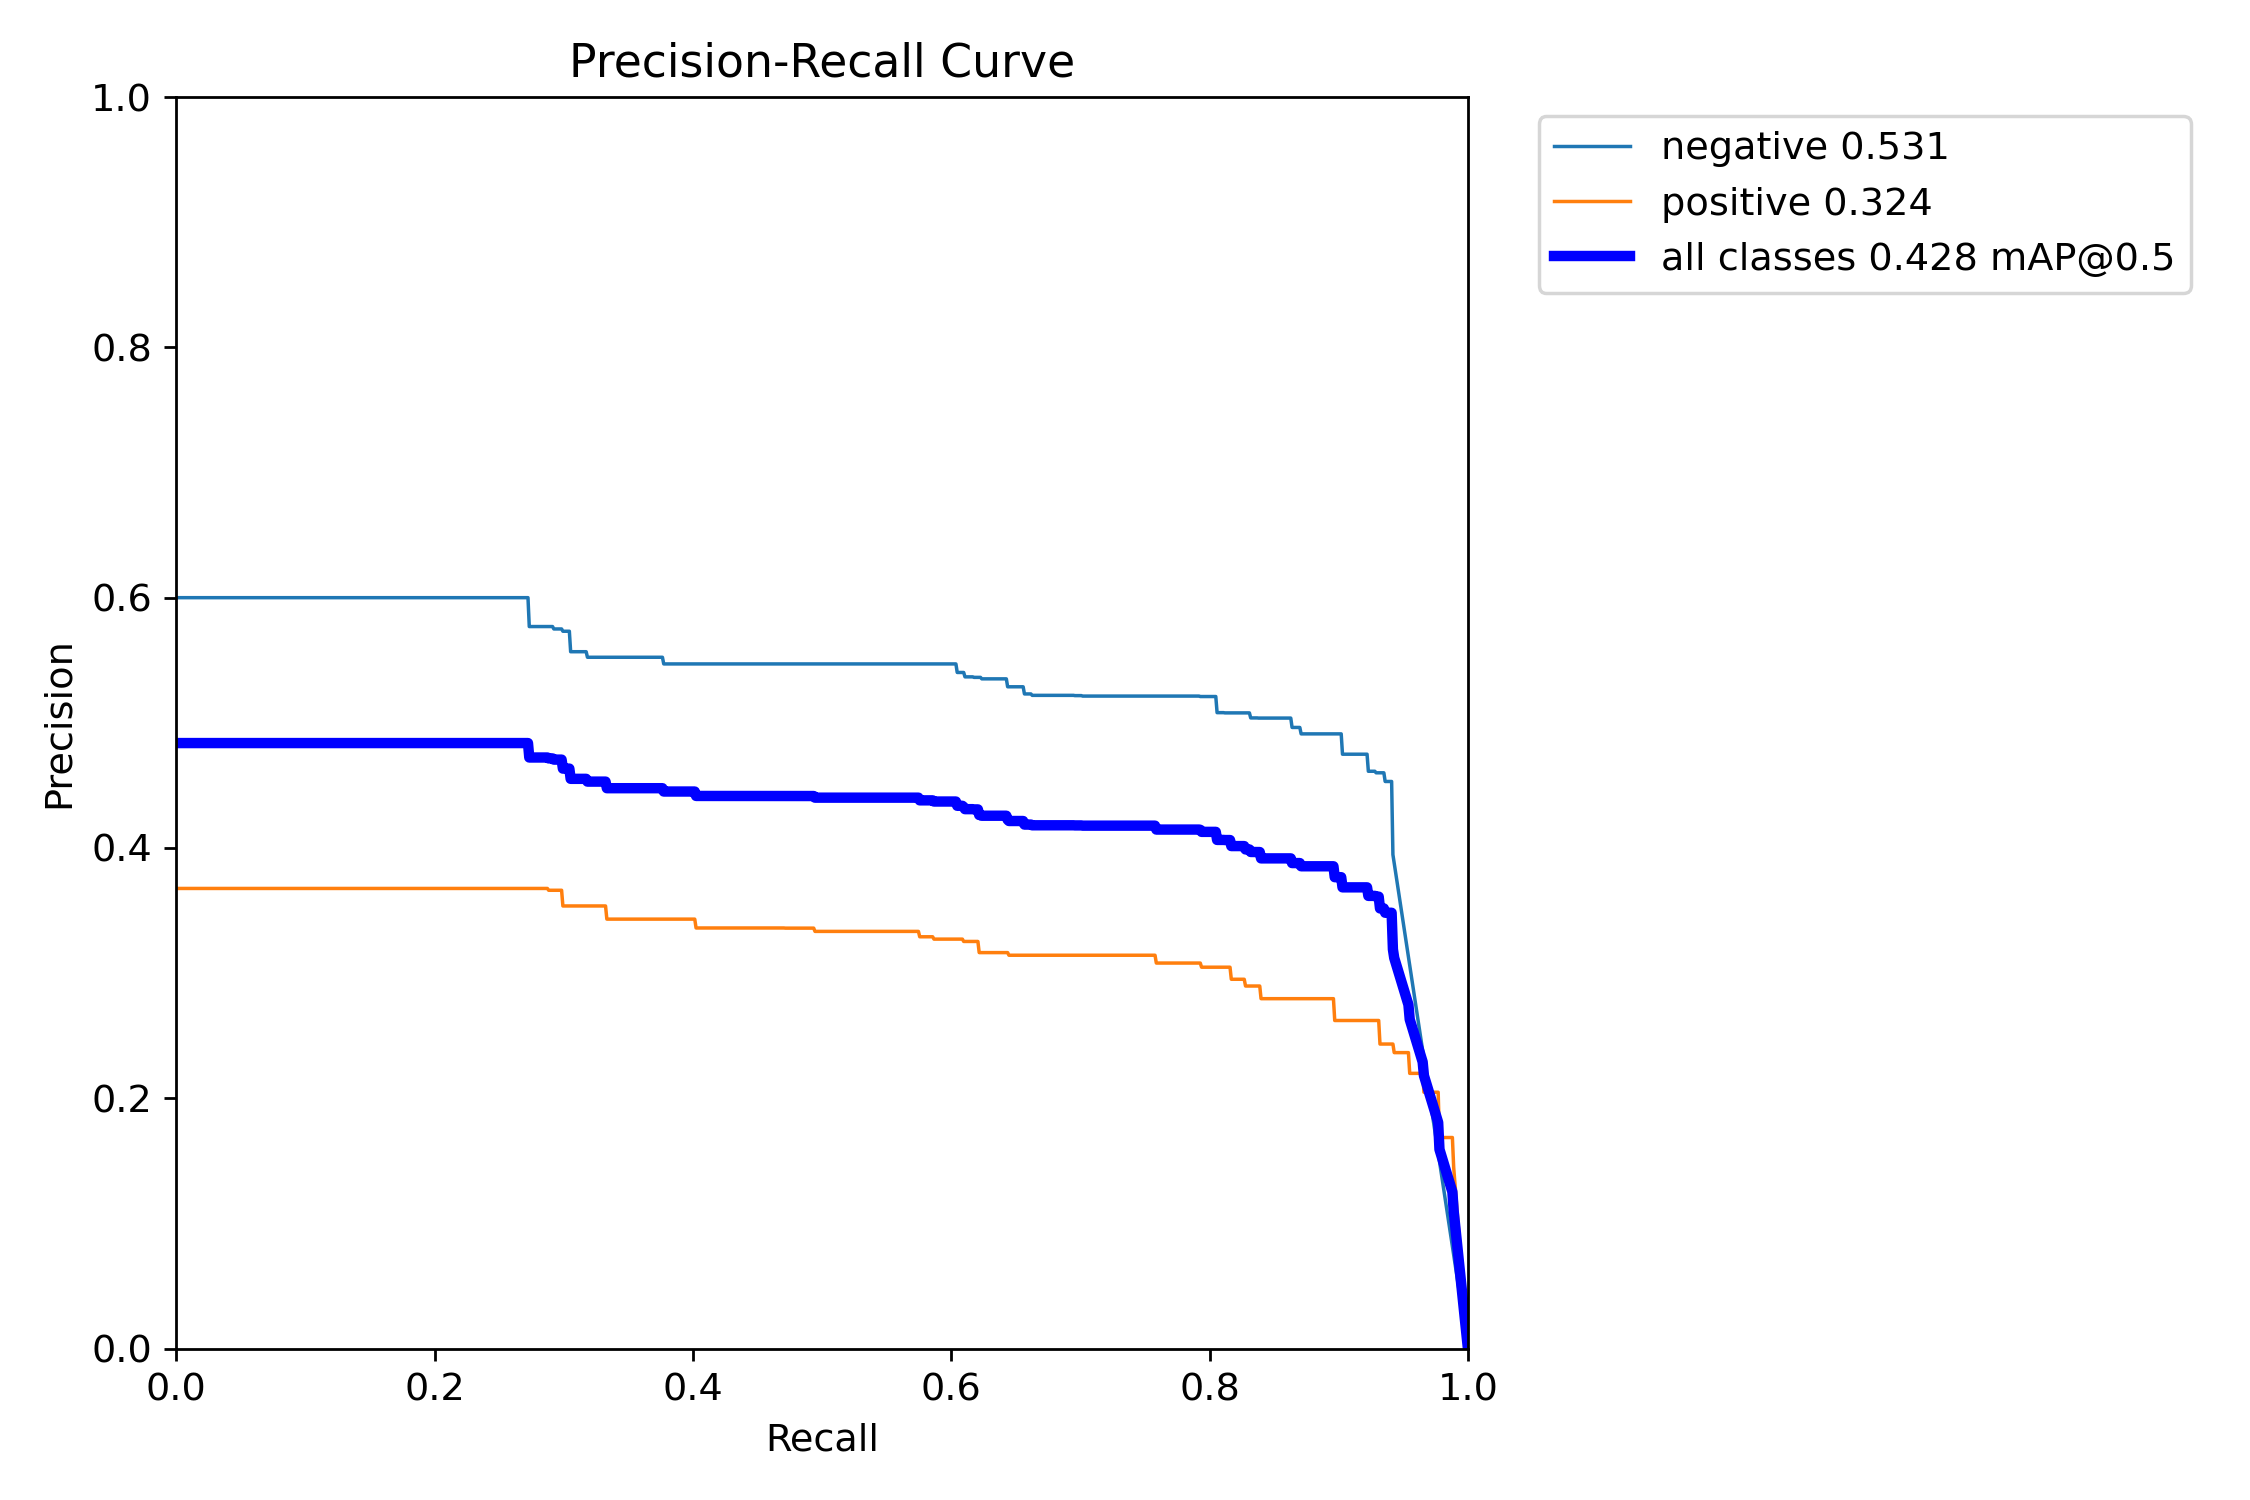 Precision-Recall Curve
1.0
0.8
0.6
0.4
0.2
0.0
Precision
0.0 0.2 0.4 0.6 0.8 1.0
Recall
negative 0.531
positive 0.324
all classes 0.428 mAP@0.5